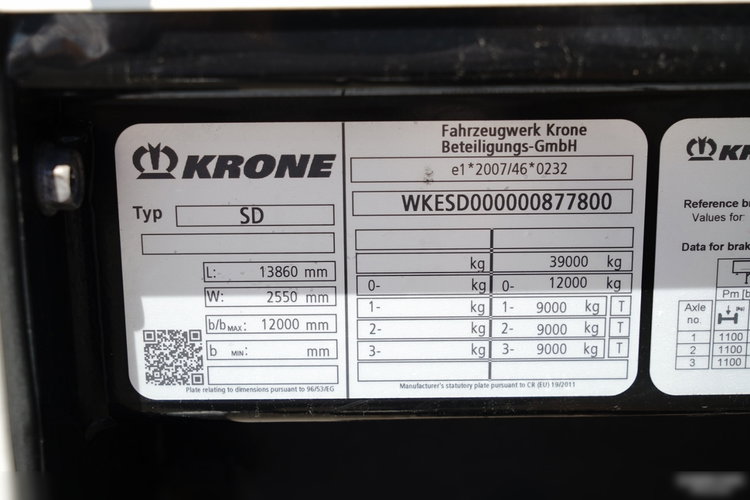 KRONE
Typ SD
L: 13860 mm
W: 2550 mm
b/b MAX: 12000 mm
b MIN: mm
Plate relating to dimensions pursuant to 96/53/EG
Fahrzeugwerk Krone
Beteiligungs-GmbH
e1*2007/46*0232
WKESD000000877800
kg 39000 kg
0- kg 0- 12000 kg
1- kg 1- 9000 kg T
2- kg 2- 9000 kg T
3- kg 3- 9000 kg T
Manufacturer's statutory plate pursuant to CR (EU) 19/2011
KR
Reference br
Values for
Data for brak
Pm [b
Axle
no.
1 1100
2 1100
3 1100